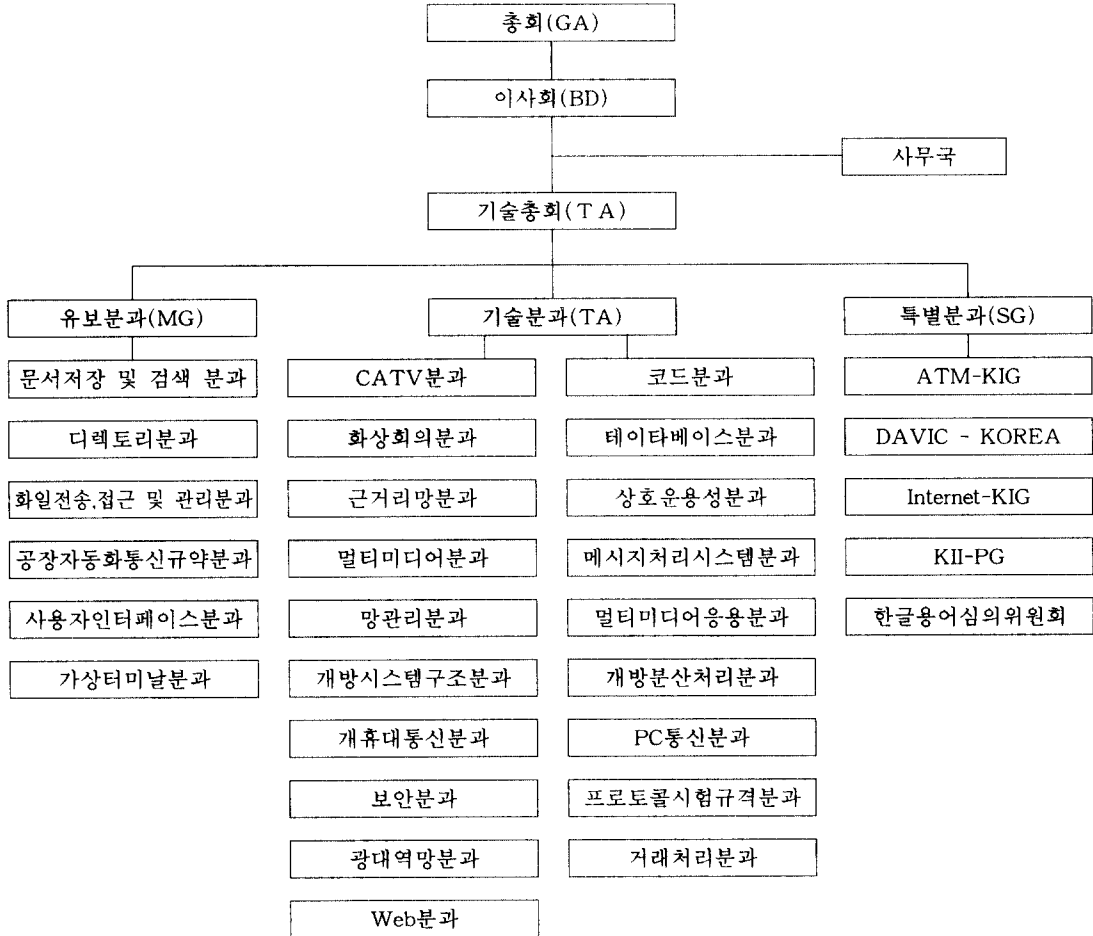 총회(GA)
이사회(BD)
사무국
기술총회(T A)
유보분과(MG)
기술분과(TA)
특별분과(SG)
문서저장 및 검색 분과
CATV분과
코드분과
ATM-KIG
디렉토리분과
화상회의분과
테이타베이스분과
DAVIC - KOREA
화일전송,접근 및 관리분과
근거리망분과
상호운용성분과
Internet-KIG
공장자동화통신규약분과
멀티미디어분과
메시지처리시스템분과
KII-PG
사용자인터페이스분과
망관리분과
멀티미디어응용분과
한글용어심의위원회
가상터미날분과
개방시스템구조분과
개방분산처리분과
개휴대통신분과
PC통신분과
보안분과
프로토콜시험규격분과
광대역망분과
거래처리분과
Web분과